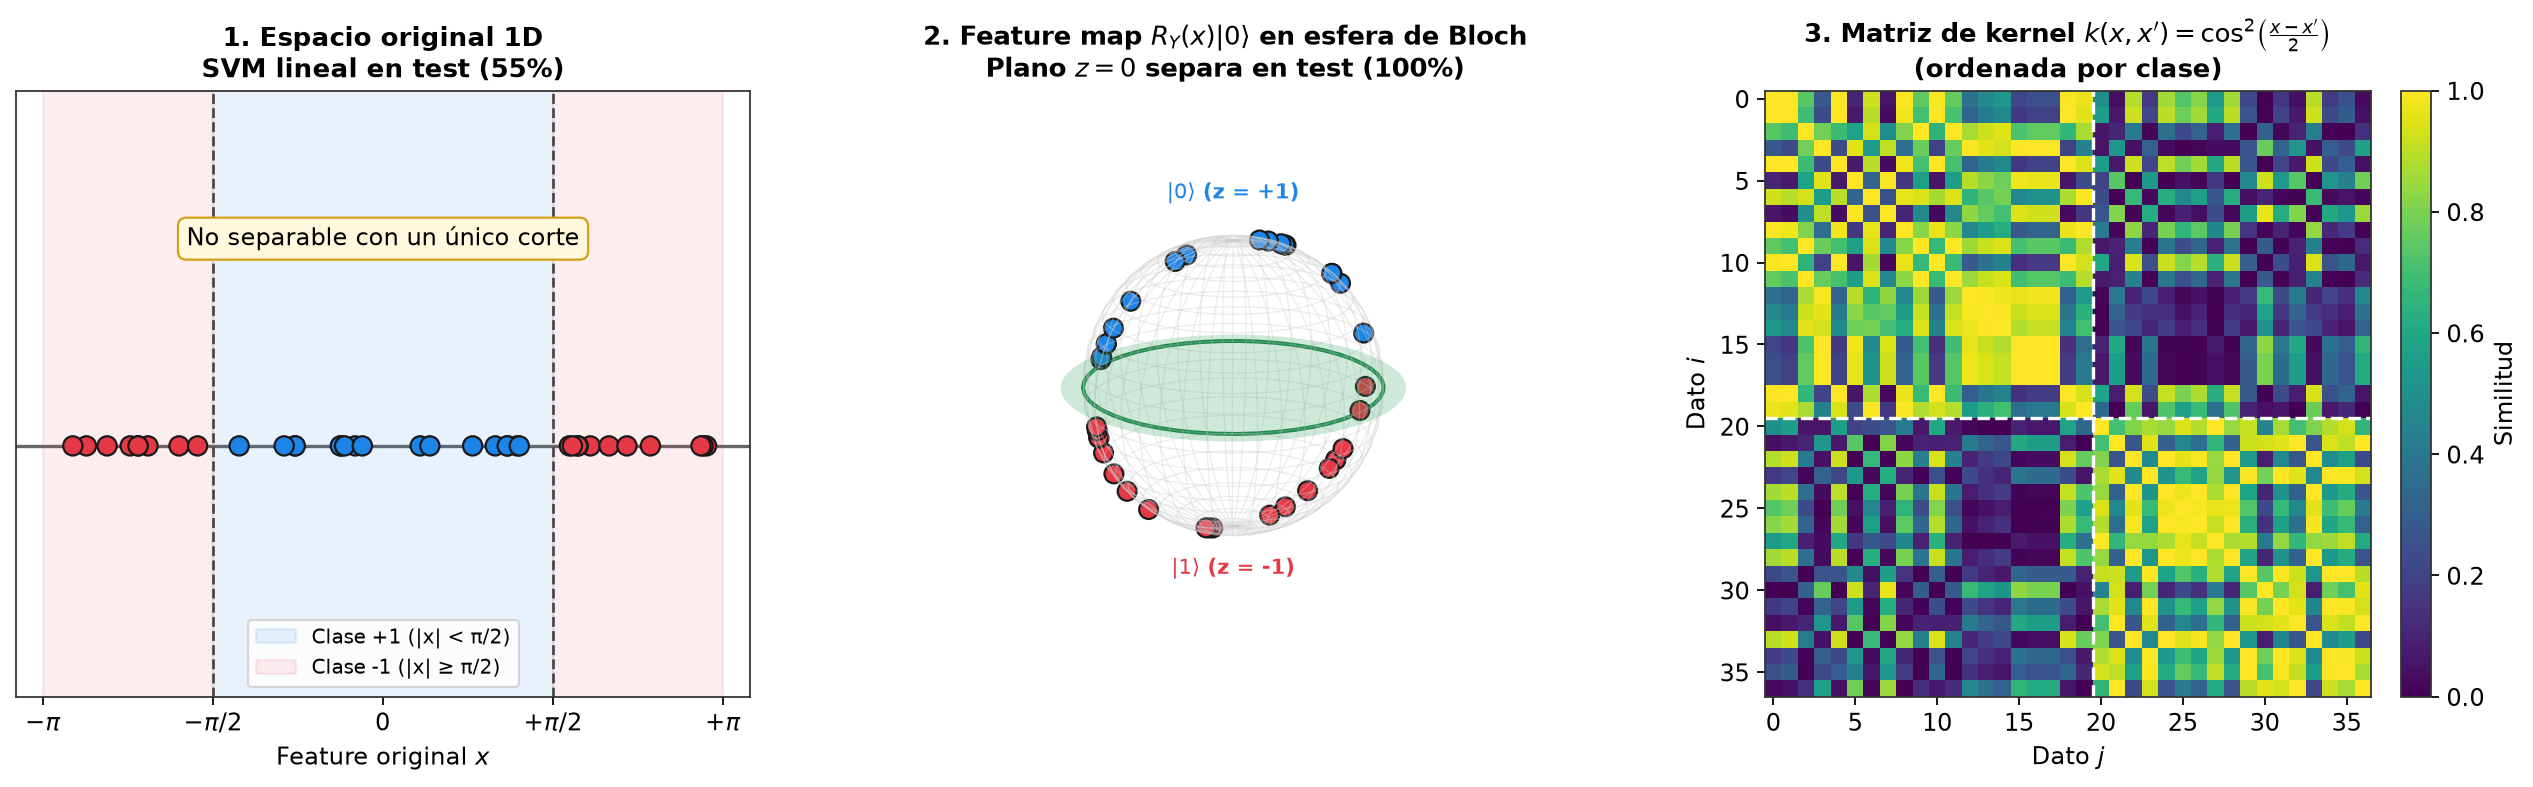 1. Espacio original 1D
SVM lineal en test (55%)
No separable con un único corte
Clase +1 (|x| < π/2)
Clase -1 (|x| ≥ π/2)
−π
−π/2
0
+π/2
+π
Feature original x
2. Feature map R_Y(x)|0⟩ en esfera de Bloch
Plano z = 0 separa en test (100%)
|0⟩ (z = +1)
|1⟩ (z = -1)
3. Matriz de kernel k(x, x′) = cos²((x−x′)/2)
(ordenada por clase)
Dato i
0
5
10
15
20
25
30
35
0
5
10
15
20
25
30
35
Dato j
1.0
0.8
0.6
0.4
0.2
0.0
Similitud